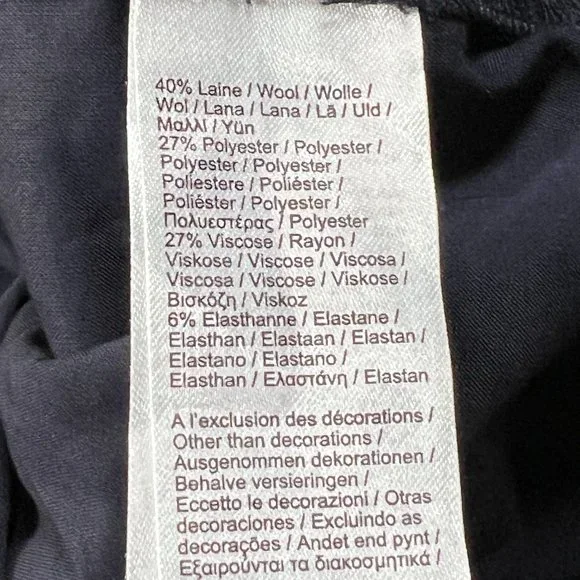 40% Laine / Wool / Wolle /
Wol / Lana / Lana / Lã / Uld /
Μαλλί / Yün
27% Polyester / Polyester /
Polyester / Polyester /
Poliestere / Poliéster /
Poliéster / Polyester /
Πολυεστέρας / Polyester
27% Viscose / Rayon /
Viskose / Viscose / Viscosa /
Viscosa / Viscose / Viskose /
Βισκόζη / Viskoz
6% Elasthanne / Elastane /
Elasthan / Elastaan / Elastan /
Elastano / Elastano /
Elasthan / Ελαστάνη / Elastan
A l'exclusion des décorations /
Other than decorations /
Ausgenommen dekorationen /
Behalve versieringen /
Eccetto le decorazioni / Otras
decoraciones / Excluindo as
decorações / Andet end pynt /
Εξαιρούνται τα διακοσμητικά /